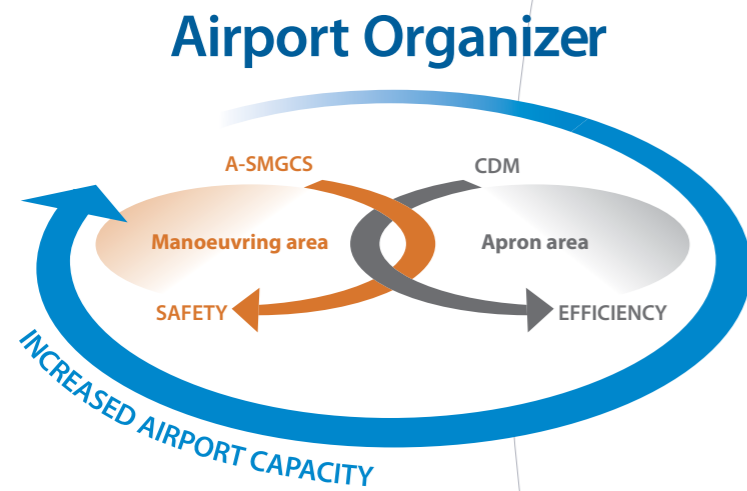 Airport Organizer
A-SMGCS
CDM
Manoeuvring area
Apron area
SAFETY
EFFICIENCY
INCREASED AIRPORT CAPACITY